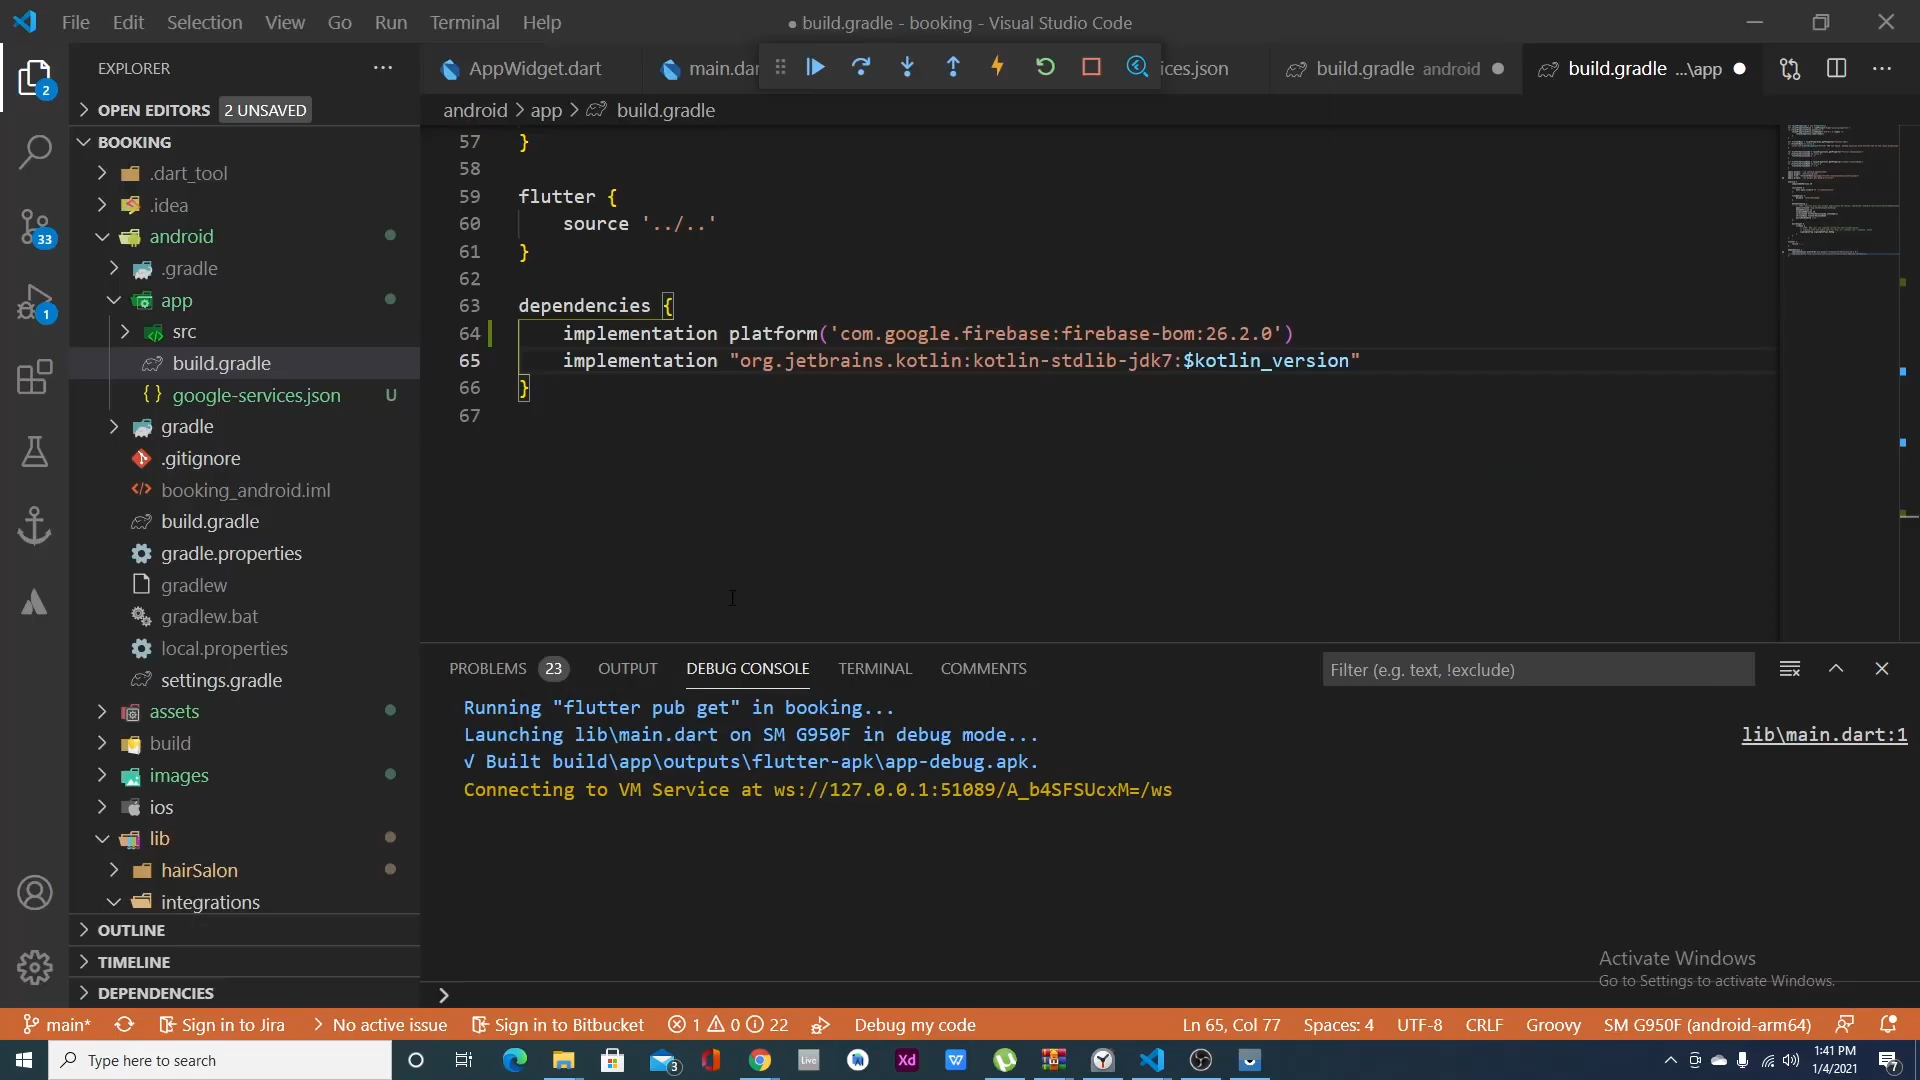 File Edit Selection View Go Run Terminal Help
● build.gradle - booking - Visual Studio Code
EXPLORER
AppWidget.dart
main.dar
ices.json
build.gradle android
build.gradle ...\app
2
OPEN EDITORS 2 UNSAVED
android > app > build.gradle
BOOKING
.dart_tool
.idea
android
.gradle
app
src
build.gradle
google-services.json U
gradle
.gitignore
booking_android.iml
build.gradle
gradle.properties
gradlew
gradlew.bat
local.properties
settings.gradle
assets
build
images
ios
lib
hairSalon
integrations
OUTLINE
TIMELINE
DEPENDENCIES
33
1
57 }
58
59 flutter {
60 source '../..'
61 }
62
63 dependencies {
64 implementation platform('com.google.firebase:firebase-bom:26.2.0')
65 implementation "org.jetbrains.kotlin:kotlin-stdlib-jdk7:$kotlin_version"
66 }
67
PROBLEMS 23 OUTPUT DEBUG CONSOLE TERMINAL COMMENTS
Filter (e.g. text, !exclude)
Running "flutter pub get" in booking...
Launching lib\main.dart on SM G950F in debug mode...
lib\main.dart:1
√ Built build\app\outputs\flutter-apk\app-debug.apk.
Connecting to VM Service at ws://127.0.0.1:51089/A_b4SFSUcxM=/ws
Activate Windows
Go to Settings to activate Windows.
main* Sign in to Jira No active issue Sign in to Bitbucket 1 0 22 Debug my code
Ln 65, Col 77 Spaces: 4 UTF-8 CRLF Groovy SM G950F (android-arm64)
Type here to search
3
Live
Xd
W
1:41 PM
1/4/2021
7